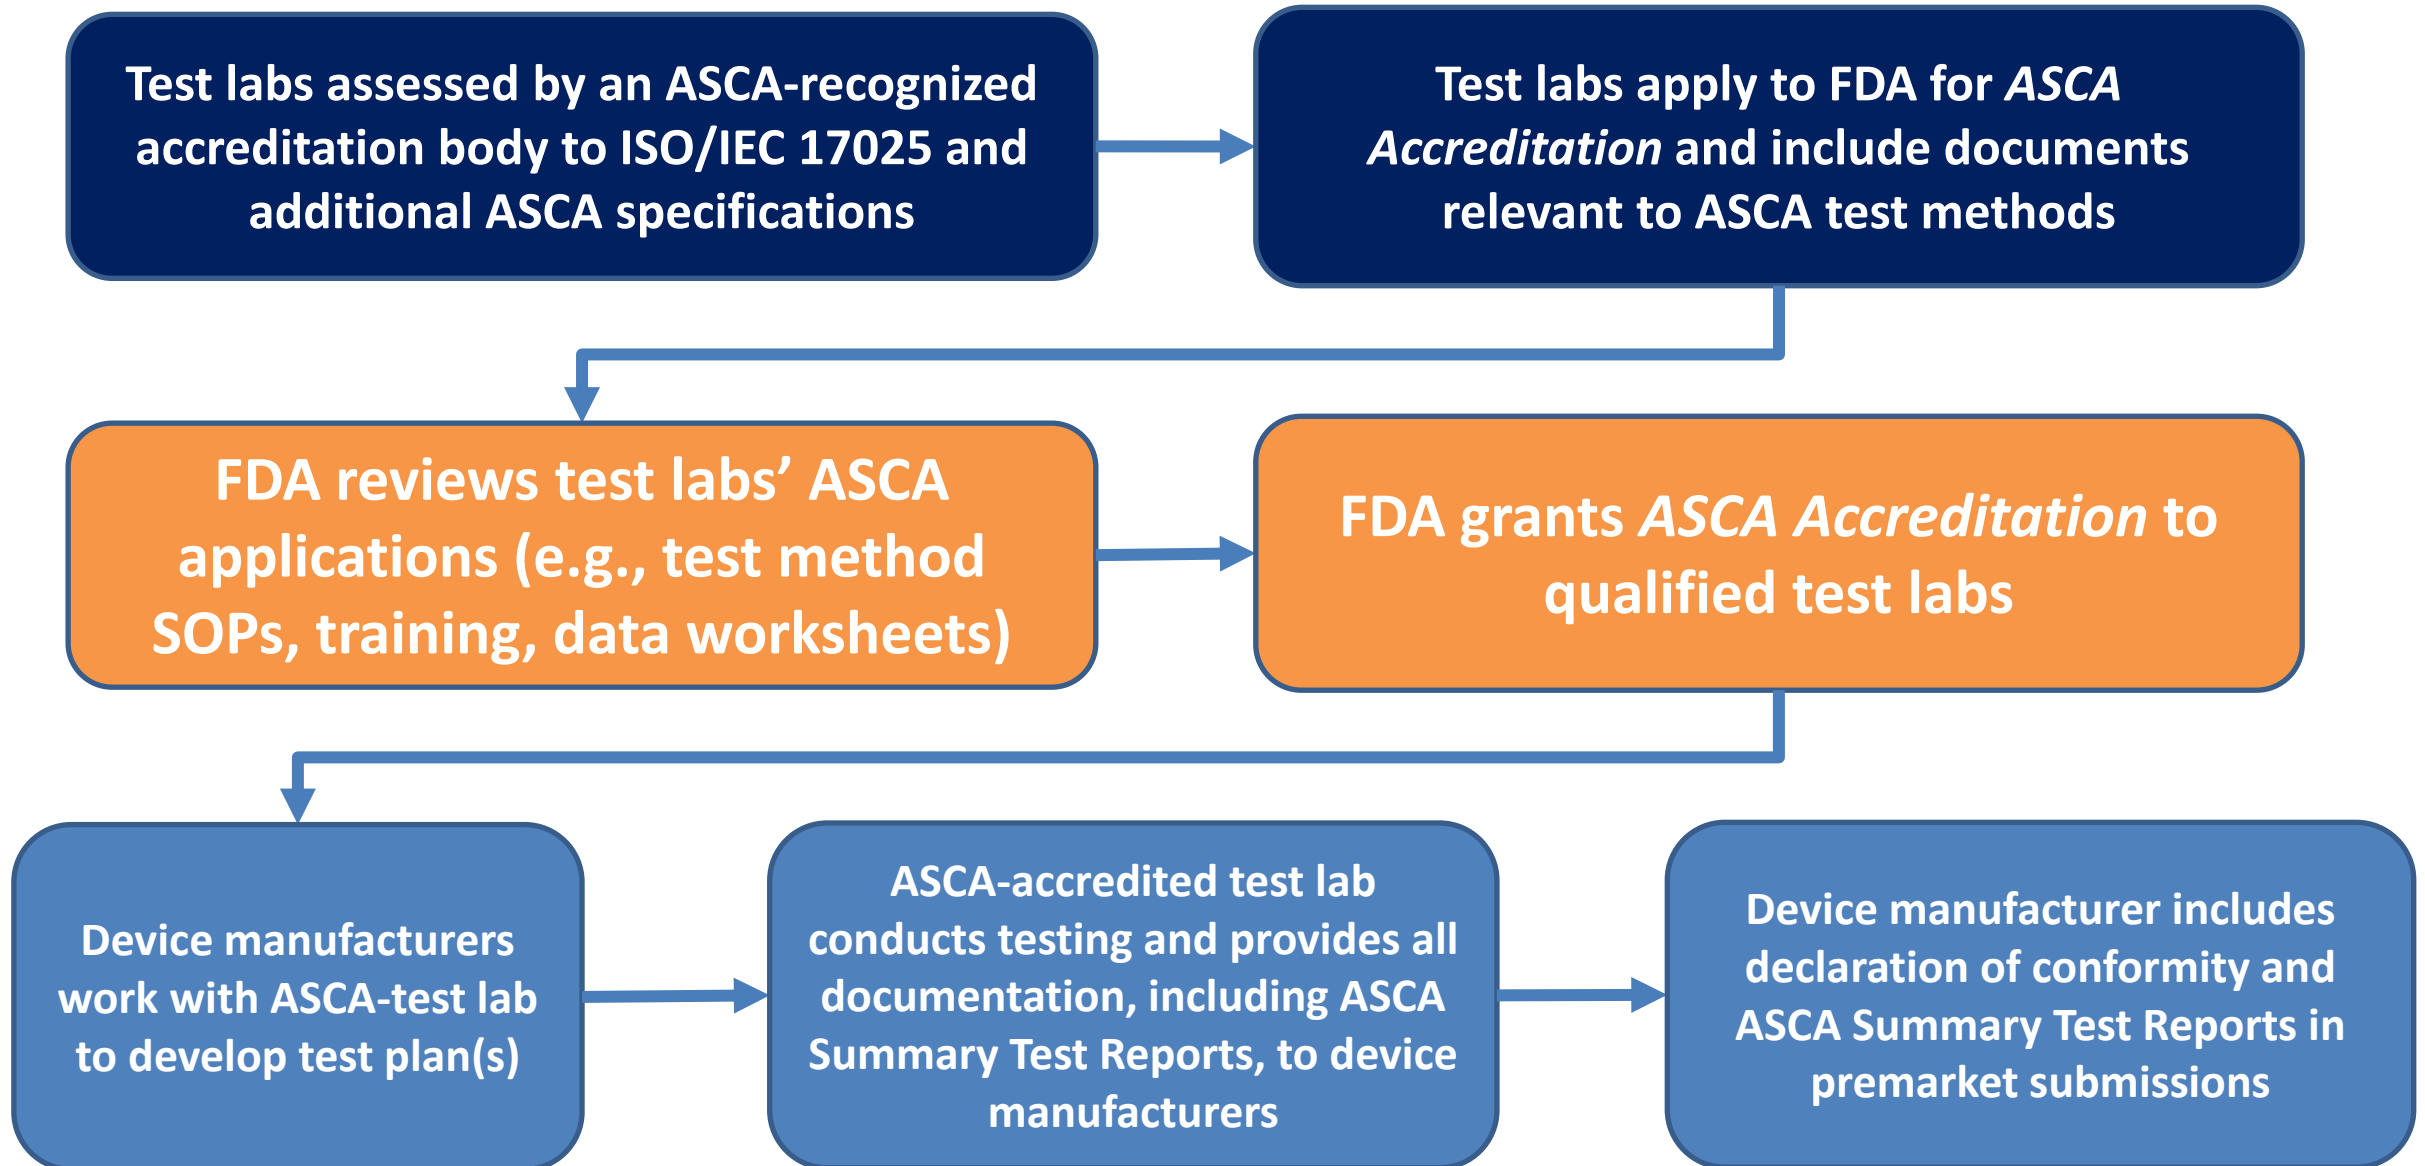 Test labs assessed by an ASCA-recognized
accreditation body to ISO/IEC 17025 and
additional ASCA specifications
Test labs apply to FDA for ASCA
Accreditation and include documents
relevant to ASCA test methods
FDA reviews test labs’ ASCA
applications (e.g., test method
SOPs, training, data worksheets)
FDA grants ASCA Accreditation to
qualified test labs
Device manufacturers
work with ASCA-test lab
to develop test plan(s)
ASCA-accredited test lab
conducts testing and provides all
documentation, including ASCA
Summary Test Reports, to device
manufacturers
Device manufacturer includes
declaration of conformity and
ASCA Summary Test Reports in
premarket submissions